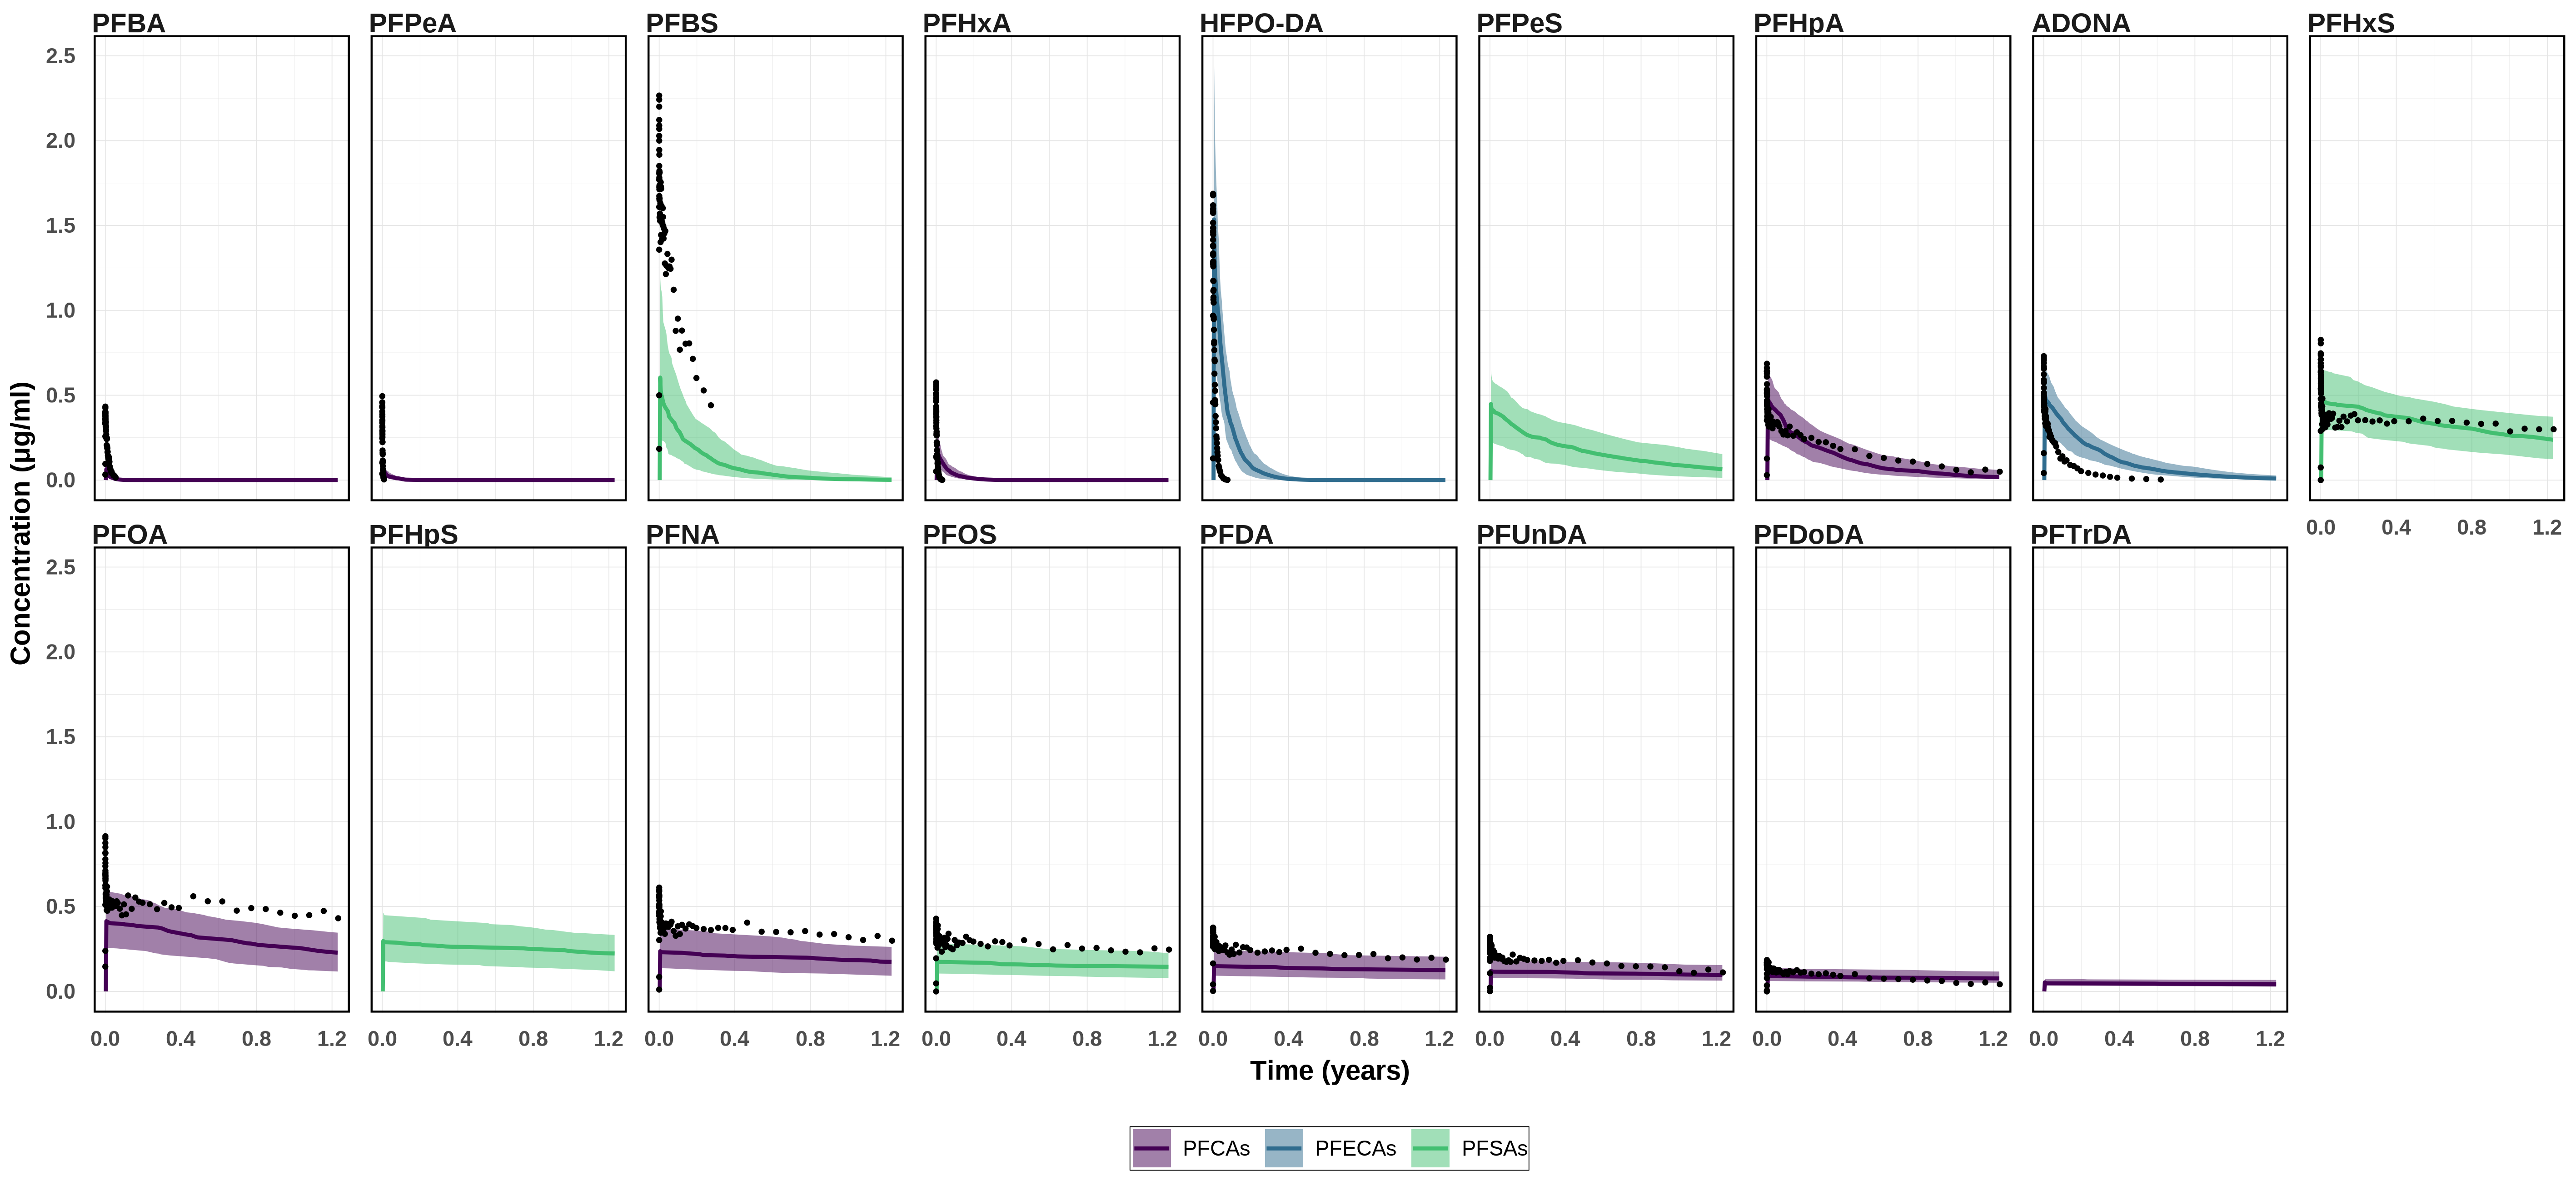 PFBA PFPeA PFBS PFHxA HFPO-DA PFPeS PFHpA ADONA PFHxS
2.5
2.0
1.5
1.0
0.5
0.0
0.0 0.4 0.8 1.2
Concentration (µg/ml)
PFOA PFHpS PFNA PFOS PFDA PFUnDA PFDoDA PFTrDA
2.5
2.0
1.5
1.0
0.5
0.0
0.0 0.4 0.8 1.2 0.0 0.4 0.8 1.2 0.0 0.4 0.8 1.2 0.0 0.4 0.8 1.2 0.0 0.4 0.8 1.2 0.0 0.4 0.8 1.2 0.0 0.4 0.8 1.2 0.0 0.4 0.8 1.2
Time (years)
PFCAs PFECAs PFSAs